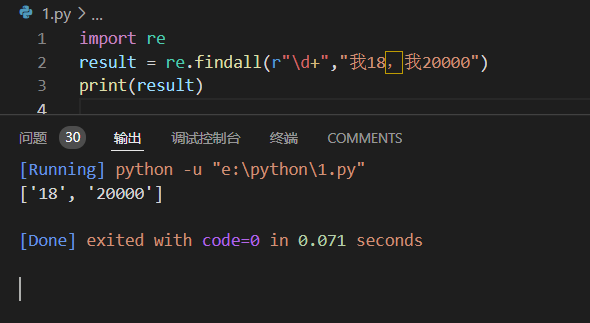 1.py > ...
1 import re
2 result = re.findall(r"\d+","我18，我20000")
3 print(result)
4
问题 30 输出 调试控制台 终端 COMMENTS
[Running] python -u "e:\python\1.py"
['18', '20000']
[Done] exited with code=0 in 0.071 seconds